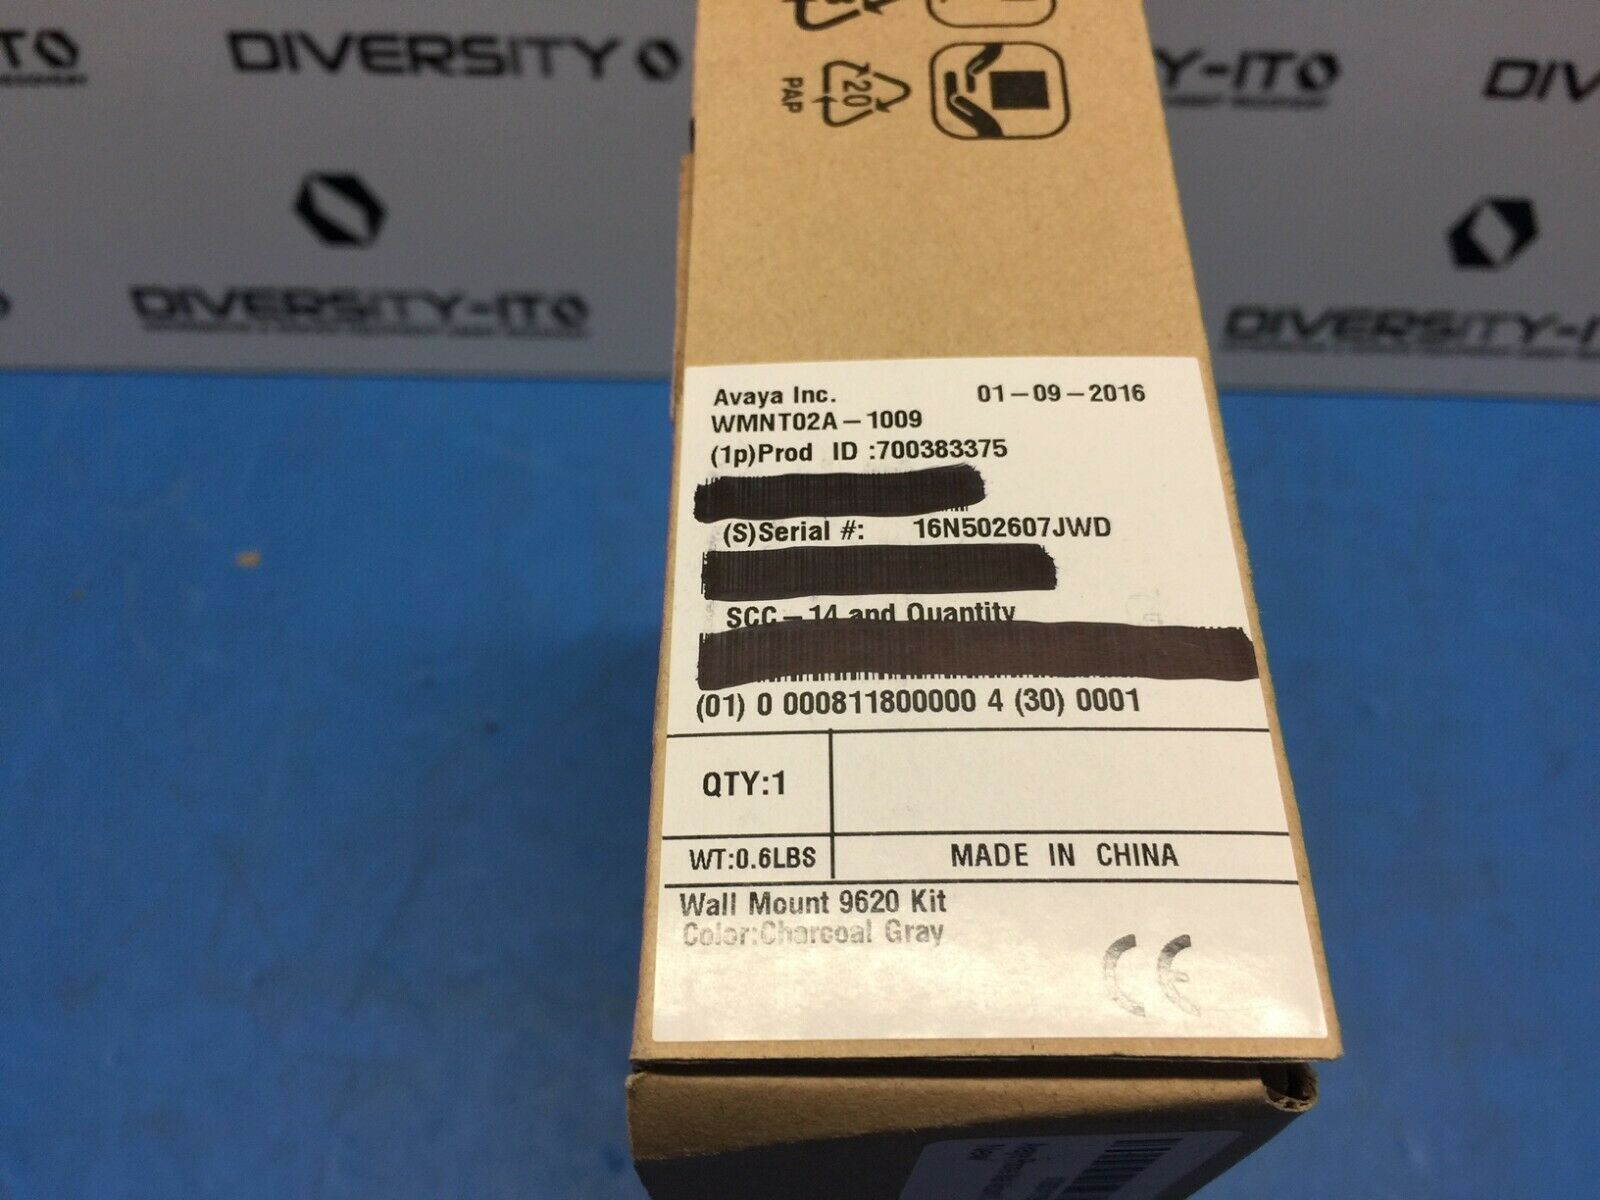 DIVERSITY
Y-ITO
DIV
DIVERSITY-ITO
DIVERSITY-IT
20
PAP
Avaya Inc. 01-09-2016
WMNT02A-1009
(1p)Prod ID :700383375
(S)Serial #: 16N502607JWD
SCC-14 and Quantity
(01) 0 000811800000 4 (30) 0001
QTY:1
WT:0.6LBS MADE IN CHINA
Wall Mount 9620 Kit
Color:Charcoal Gray
CE